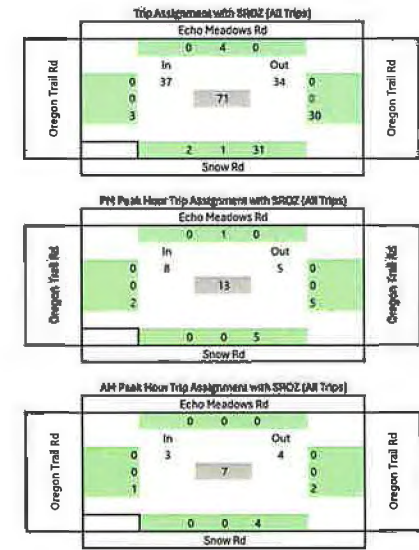 Trip Assignment with SROZ (All Trips)
Echo Meadows Rd
0 4 0
In Out
Oregon Trail Rd
0 37 34 0
0 71 0
3 30
Oregon Trail Rd
2 1 31
Snow Rd
PM Peak Hour Trip Assignment with SROZ (All Trips)
Echo Meadows Rd
0 1 0
In Out
Oregon Trail Rd
0 8 5 0
0 13 0
2 5
Oregon Trail Rd
0 0 5
Snow Rd
AM Peak Hour Trip Assignment with SROZ (All Trips)
Echo Meadows Rd
0 0 0
In Out
Oregon Trail Rd
0 3 4 0
0 7 0
1 2
Oregon Trail Rd
0 0 4
Snow Rd